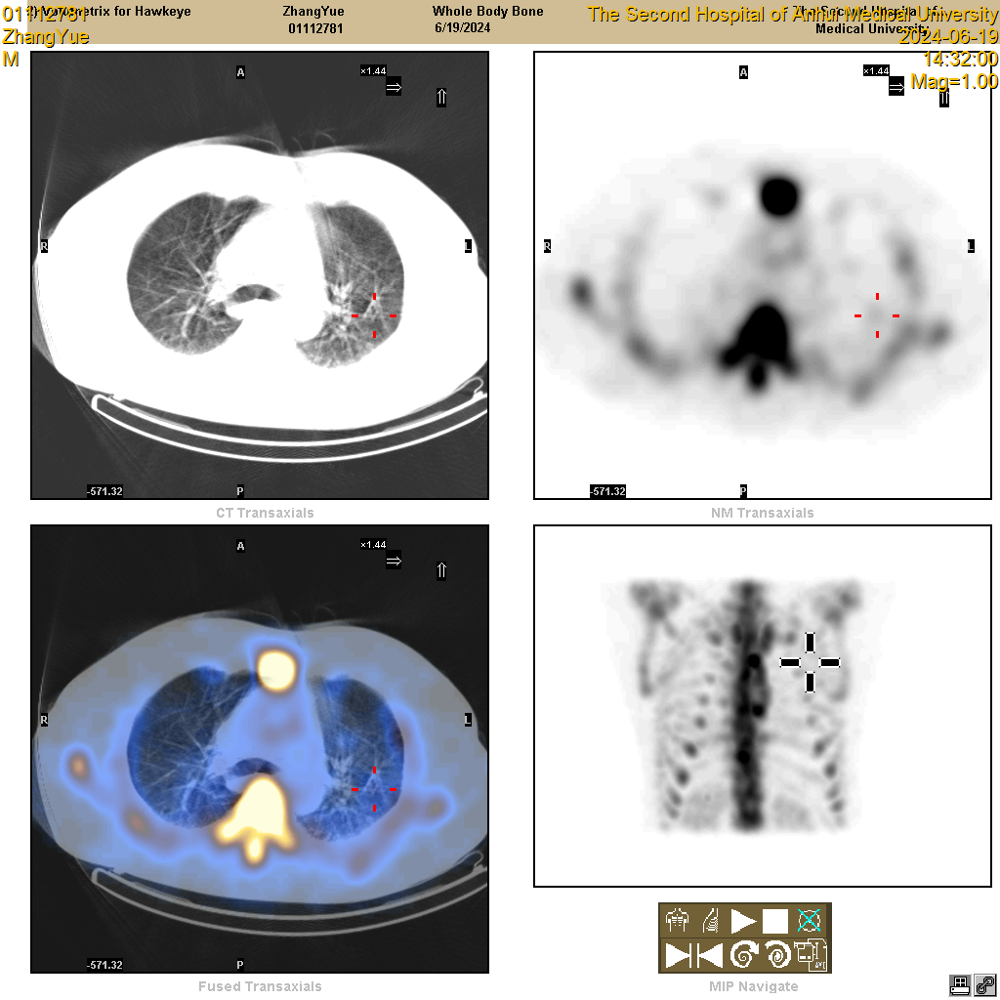 01112781
ZhangYue
M
ZhangYue
01112781
Whole Body Bone
6/19/2024
The Second Hospital of Anhui Medical University
Medical University
2024-06-19
14:32:00
Mag=1.00
A
×1.44
R
L
-571.32
P
CT Transaxials
A
×1.44
R
L
-571.32
P
NM Transaxials
A
×1.44
R
L
-571.32
P
Fused Transaxials
MIP Navigate